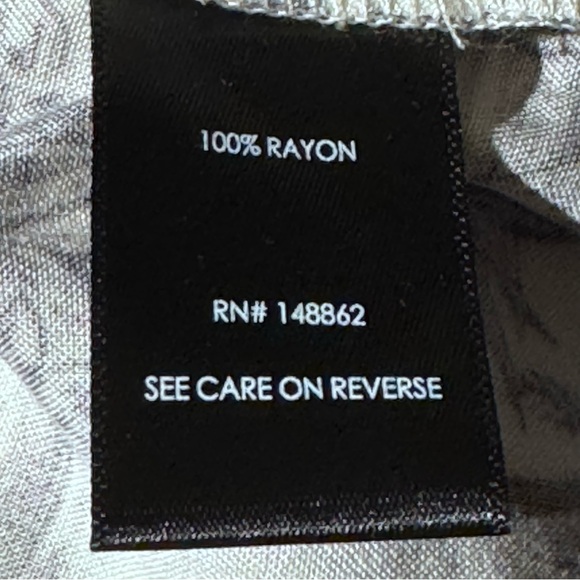 100% RAYON
RN# 148862
SEE CARE ON REVERSE